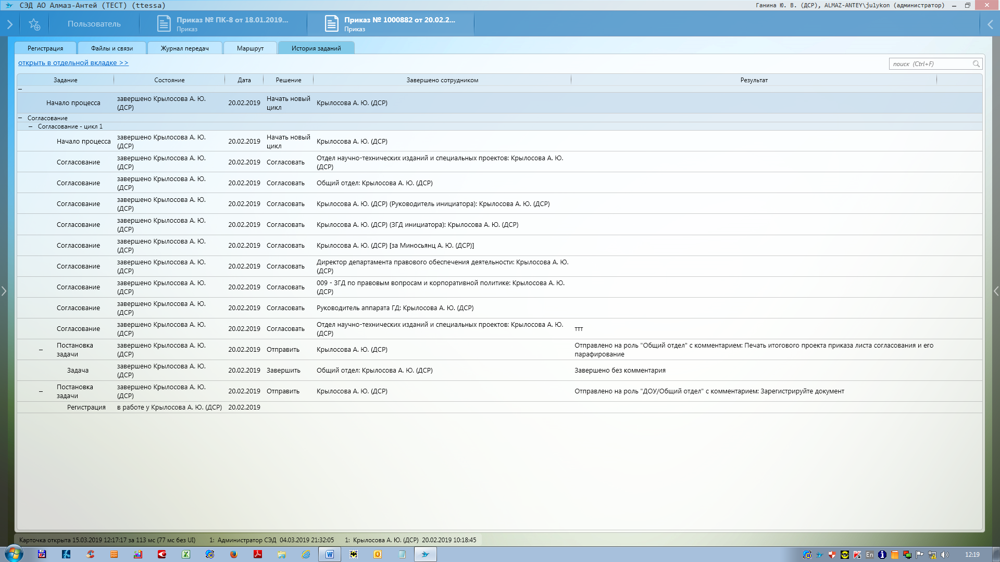 СЭД АО Алмаз-Антей (ТЕСТ) (ttessa)
Ганина Ю. В. (ДСР), ALMAZ-ANTEY\julykon (администратор)
Пользователь
Приказ № ПК-8 от 18.01.2019...
Приказ
Приказ № 1000882 от 20.02.2...
Приказ
Регистрация Файлы и связи Журнал передач Маршрут История заданий
открыть в отдельной вкладке >>
поиск (Ctrl+F)
Задание Состояние Дата Решение Завершено сотрудником Результат
Начало процесса завершено Крылосова А. Ю. (ДСР) 20.02.2019 Начать новый цикл Крылосова А. Ю. (ДСР)
Согласование
Согласование - цикл 1
Начало процесса завершено Крылосова А. Ю. (ДСР) 20.02.2019 Начать новый цикл Крылосова А. Ю. (ДСР)
Согласование завершено Крылосова А. Ю. (ДСР) 20.02.2019 Согласовать Отдел научно-технических изданий и специальных проектов: Крылосова А. Ю. (ДСР)
Согласование завершено Крылосова А. Ю. (ДСР) 20.02.2019 Согласовать Общий отдел: Крылосова А. Ю. (ДСР)
Согласование завершено Крылосова А. Ю. (ДСР) 20.02.2019 Согласовать Крылосова А. Ю. (ДСР) (Руководитель инициатора): Крылосова А. Ю. (ДСР)
Согласование завершено Крылосова А. Ю. (ДСР) 20.02.2019 Согласовать Крылосова А. Ю. (ДСР) (ЗГД инициатора): Крылосова А. Ю. (ДСР)
Согласование завершено Крылосова А. Ю. (ДСР) 20.02.2019 Согласовать Крылосова А. Ю. (ДСР) [за Миносьянц А. Ю. (ДСР)]
Согласование завершено Крылосова А. Ю. (ДСР) 20.02.2019 Согласовать Директор департамента правового обеспечения деятельности: Крылосова А. Ю. (ДСР)
Согласование завершено Крылосова А. Ю. (ДСР) 20.02.2019 Согласовать 009 - ЗГД по правовым вопросам и корпоративной политике: Крылосова А. Ю. (ДСР)
Согласование завершено Крылосова А. Ю. (ДСР) 20.02.2019 Согласовать Руководитель аппарата ГД: Крылосова А. Ю. (ДСР)
Согласование завершено Крылосова А. Ю. (ДСР) 20.02.2019 Согласовать Отдел научно-технических изданий и специальных проектов: Крылосова А. Ю. (ДСР) ттт
Постановка задачи завершено Крылосова А. Ю. (ДСР) 20.02.2019 Отправить Крылосова А. Ю. (ДСР) Отправлено на роль "Общий отдел" с комментарием: Печать итогового проекта приказа листа согласования и его парафирование
Задача завершено Крылосова А. Ю. (ДСР) 20.02.2019 Завершить Общий отдел: Крылосова А. Ю. (ДСР) Завершено без комментария
Постановка задачи завершено Крылосова А. Ю. (ДСР) 20.02.2019 Отправить Крылосова А. Ю. (ДСР) Отправлено на роль "ДОУ/Общий отдел" с комментарием: Зарегистрируйте документ
Регистрация в работе у Крылосова А. Ю. (ДСР) 20.02.2019
Карточка открыта 15.03.2019 12:17:17 за 113 мс (77 мс без UI) 1: Администратор СЭД 04.03.2019 21:32:05 1: Крылосова А. Ю. (ДСР) 20.02.2019 10:18:45
En 12:19